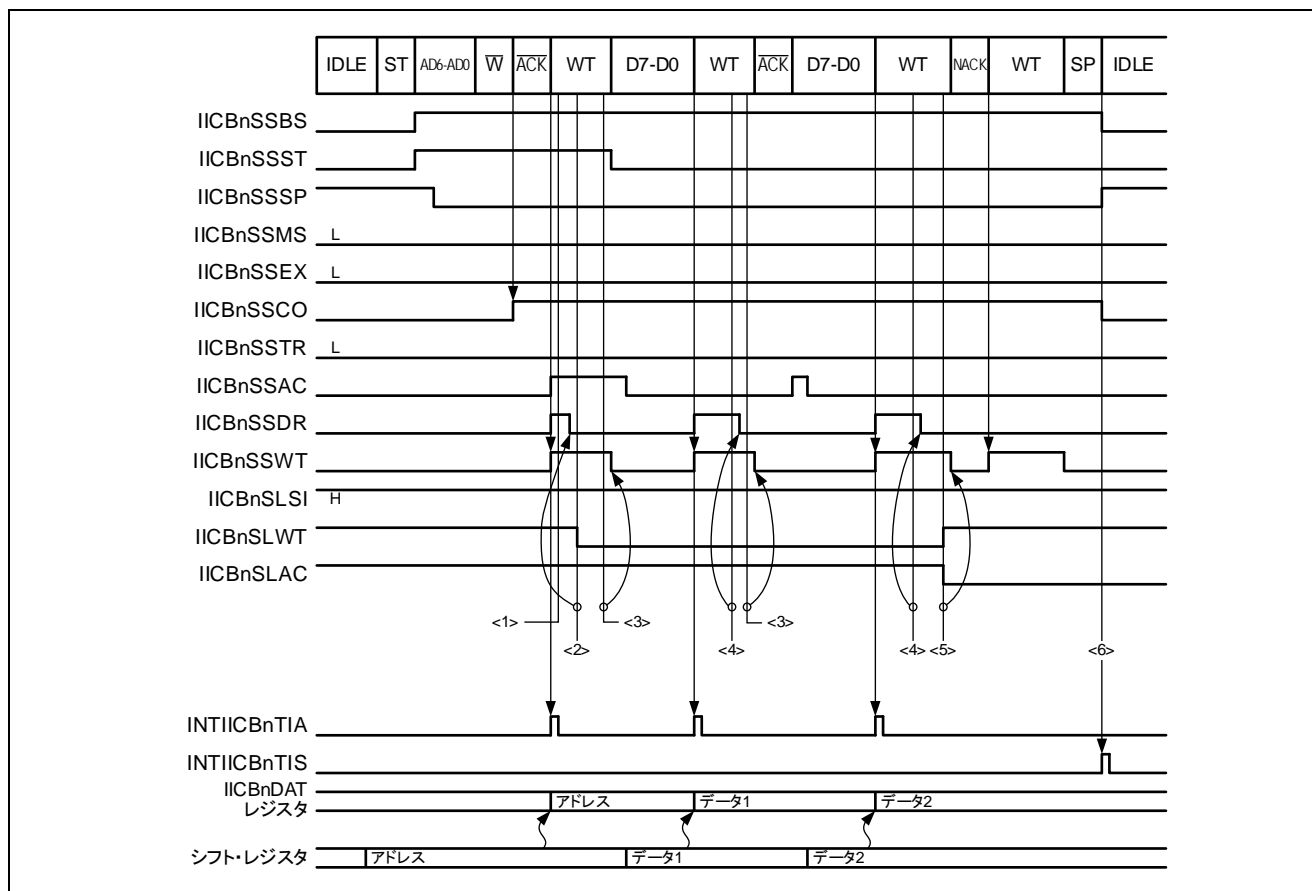 IDLE ST AD6-AD0 W̅ A̅C̅K̅ WT D7-D0 WT A̅C̅K̅ D7-D0 WT NACK WT SP IDLE
IICBnSSBS
IICBnSSST
IICBnSSSP
IICBnSSMS L
IICBnSSEX L
IICBnSSCO
IICBnSSTR L
IICBnSSAC
IICBnSSDR
IICBnSSWT
IICBnSLSI H
IICBnSLWT
IICBnSLAC
<1> <3> <3>
<2> <4> <4> <5> <6>
INTIICBnTIA
INTIICBnTIS
IICBnDAT
レジスタ アドレス データ1 データ2
シフト・レジスタ アドレス データ1 データ2